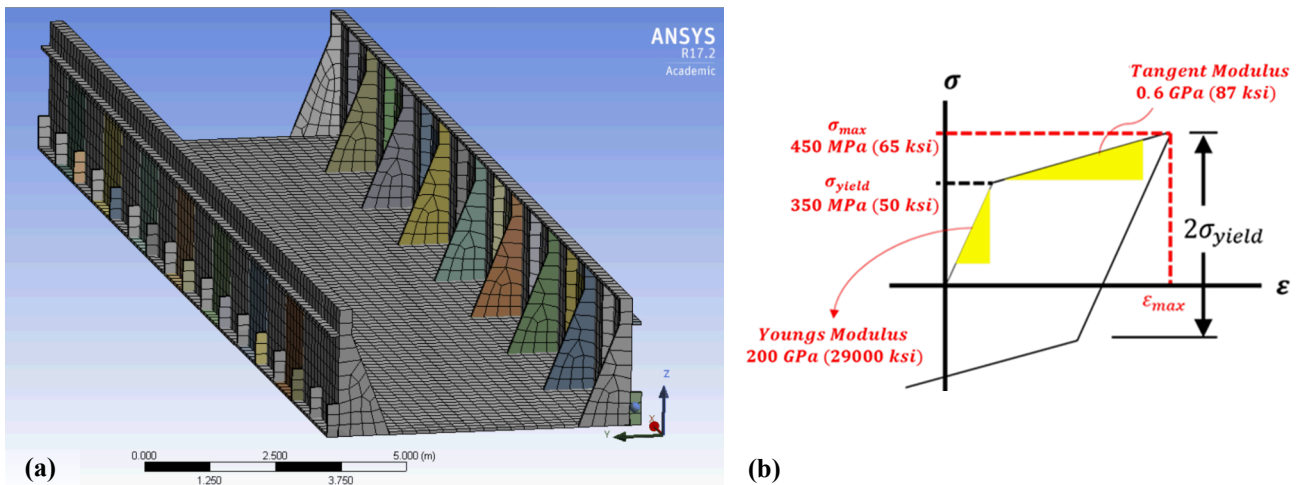 ANSYS
R17.2
Academic
Z
X
Y
0.000
2.500
5.000 (m)
1.250
3.750
(a)
σ
Tangent Modulus
0.6 GPa (87 ksi)
σmax
450 MPa (65 ksi)
σyield
350 MPa (50 ksi)
2σyield
εmax
ε
Youngs Modulus
200 GPa (29000 ksi)
(b)